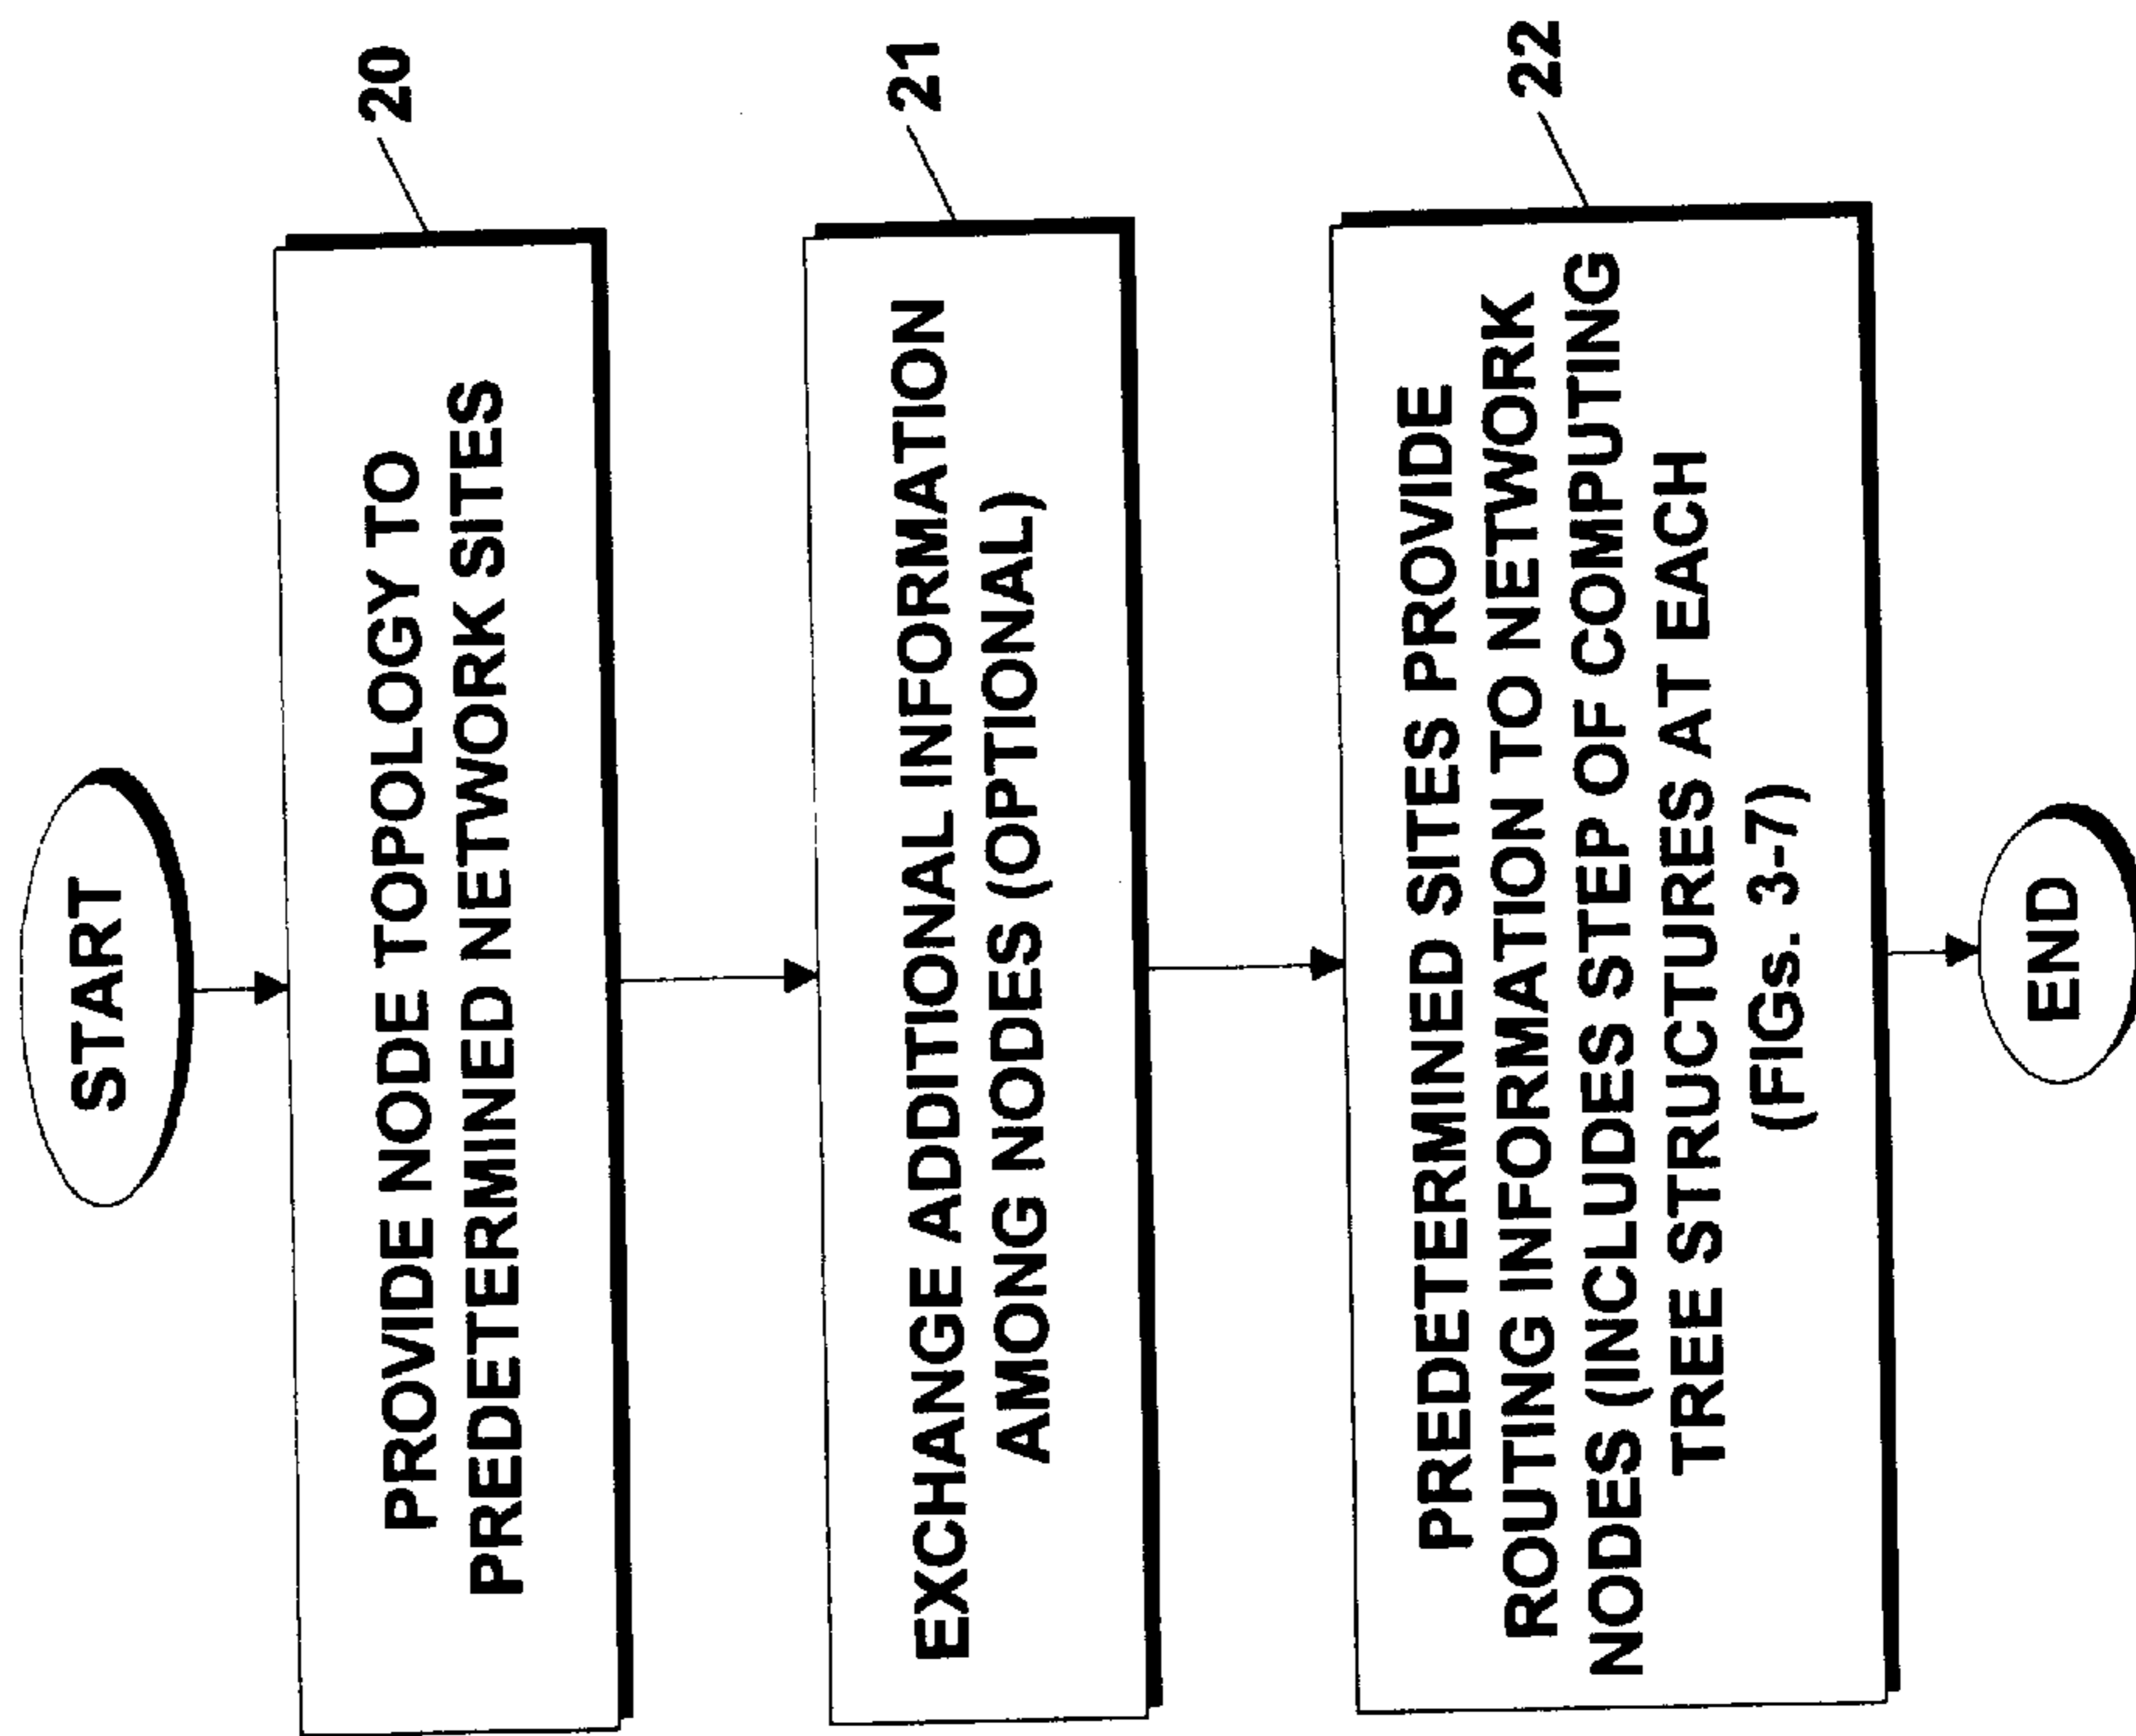 START
20
PROVIDE NODE TOPOLOGY TO
PREDETERMINED NETWORK SITES
21
EXCHANGE ADDITIONAL INFORMATION
AMONG NODES (OPTIONAL)
22
PREDETERMINED SITES PROVIDE
ROUTING INFORMATION TO NETWORK
NODES (INCLUDES STEP OF COMPUTING
TREE STRUCTURES AT EACH
(FIGs. 3-7)
END